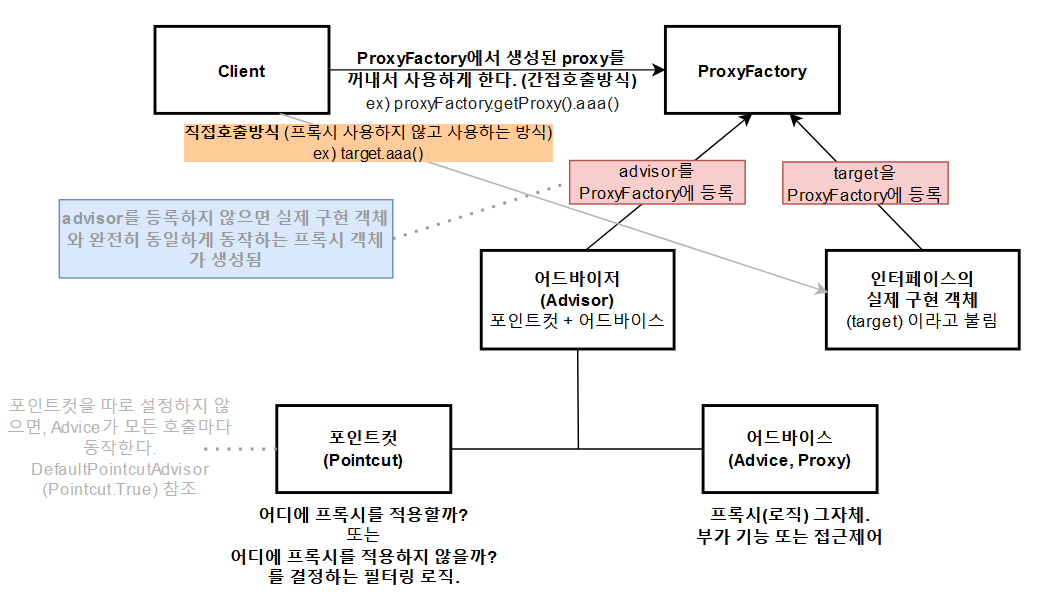 Client
ProxyFactory에서 생성된 proxy를
꺼내서 사용하게 한다. (간접호출방식)
ex) proxyFactory.getProxy().aaa()
ProxyFactory
직접호출방식 (프록시 사용하지 않고 사용하는 방식)
ex) target.aaa()
advisor를
ProxyFactory에 등록
target을
ProxyFactory에 등록
advisor를 등록하지 않으면 실제 구현 객체
와 완전히 동일하게 동작하는 프록시 객체
가 생성됨
어드바이저
(Advisor)
포인트컷 + 어드바이스
인터페이스의
실제 구현 객체
(target) 이라고 불림
포인트컷을 따로 설정하지 않
으면, Advice가 모든 호출마다
동작한다.
DefaultPointcutAdvisor
(Pointcut.True) 참조
포인트컷
(Pointcut)
어드바이스
(Advice, Proxy)
어디에 프록시를 적용할까?
또는
어디에 프록시를 적용하지 않을까?
를 결정하는 필터링 로직.
프록시(로직) 그자체.
부가 기능 또는 접근제어